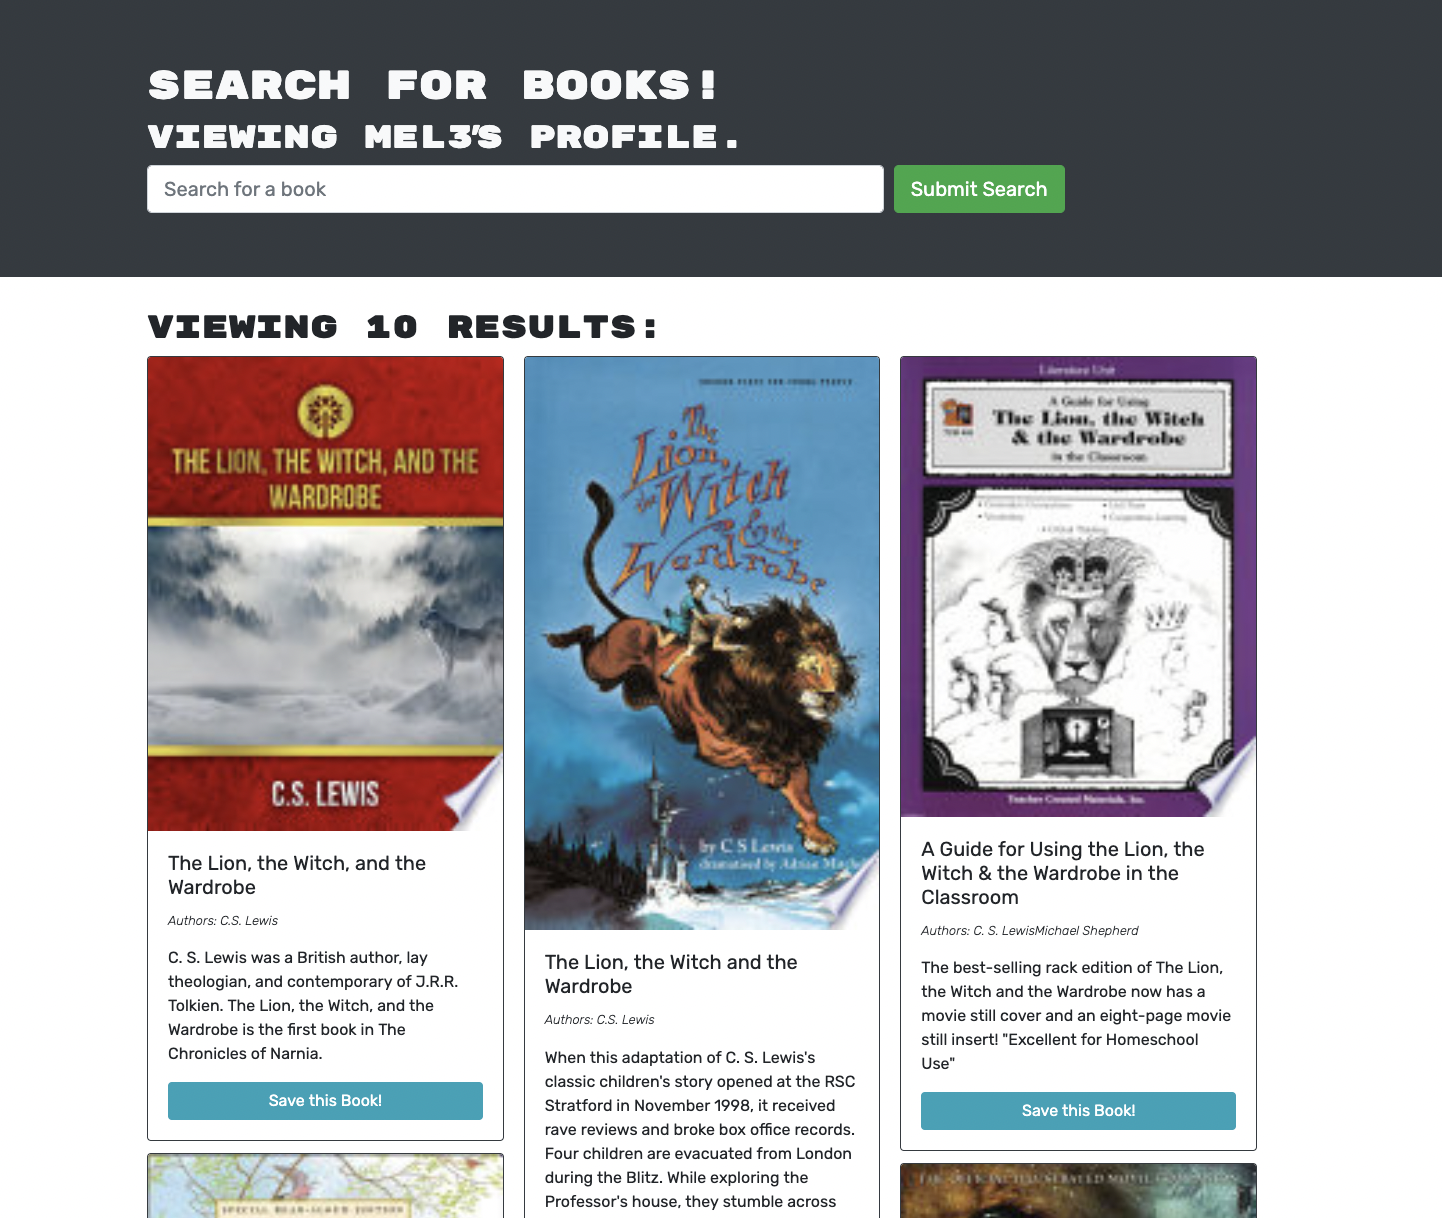 SEARCH FOR BOOKS!
VIEWING MEL3'S PROFILE.
Search for a book
Submit Search
VIEWING 10 RESULTS:
THE LION, THE WITCH, AND THE
WARDROBE
C.S. LEWIS
The Lion, the Witch, and the
Wardrobe
Authors: C.S. Lewis
C. S. Lewis was a British author, lay
theologian, and contemporary of J.R.R.
Tolkien. The Lion, the Witch, and the
Wardrobe is the first book in The
Chronicles of Narnia.
Save this Book!
The
Lion,
the Witch
& the
Wardrobe
by C S Lewis
dramatised by Adrian
The Lion, the Witch and the
Wardrobe
Authors: C.S. Lewis
When this adaptation of C. S. Lewis's
classic children's story opened at the RSC
Stratford in November 1998, it received
rave reviews and broke box office records.
Four children are evacuated from London
during the Blitz. While exploring the
Professor's house, they stumble across
Literature Unit
A Guide for Using
The Lion, the Witch
& the Wardrobe
in the Classroom
Teacher Created Materials, Inc.
A Guide for Using the Lion, the
Witch & the Wardrobe in the
Classroom
Authors: C. S. LewisMichael Shepherd
The best-selling rack edition of The Lion,
the Witch and the Wardrobe now has a
movie still cover and an eight-page movie
still insert! "Excellent for Homeschool
Use"
Save this Book!
SPECIAL READ-ALOUD EDITION
THE OFFICIAL ILLUSTRATED MOVIE COMPANION